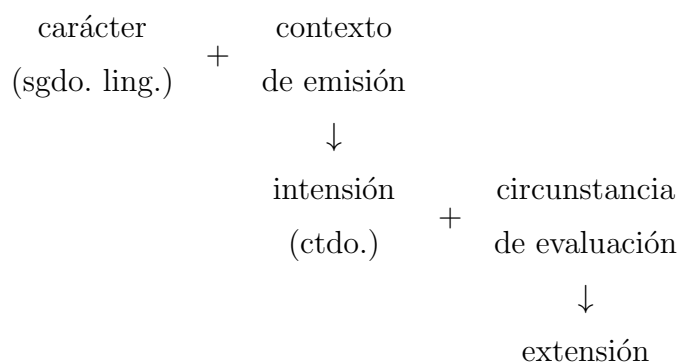 carácter + contexto
(sgdo. ling.) de emisión
↓
intensión + circunstancia
(ctdo.) de evaluación
↓
extensión